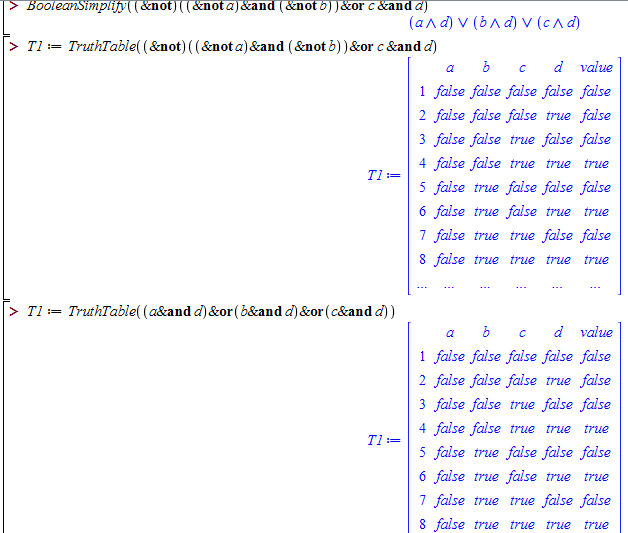 > BooleanSimplify((&not)((&not a)&and (&not b))&or c &and d)
(a ∧ d) ∨ (b ∧ d) ∨ (c ∧ d)
> T1 := TruthTable((&not)((&not a)&and (&not b))&or c &and d)
a b c d value
1 false false false false false
2 false false false true false
3 false false true false false
4 false false true true true
T1 :=
5 false true false false false
6 false true false true true
7 false true true false false
8 false true true true true
... ... ... ... ... ...
> T1 := TruthTable((a&and d)&or(b&and d)&or(c&and d))
a b c d value
1 false false false false false
2 false false false true false
3 false false true false false
4 false false true true true
T1 :=
5 false true false false false
6 false true false true true
7 false true true false false
8 false true true true true